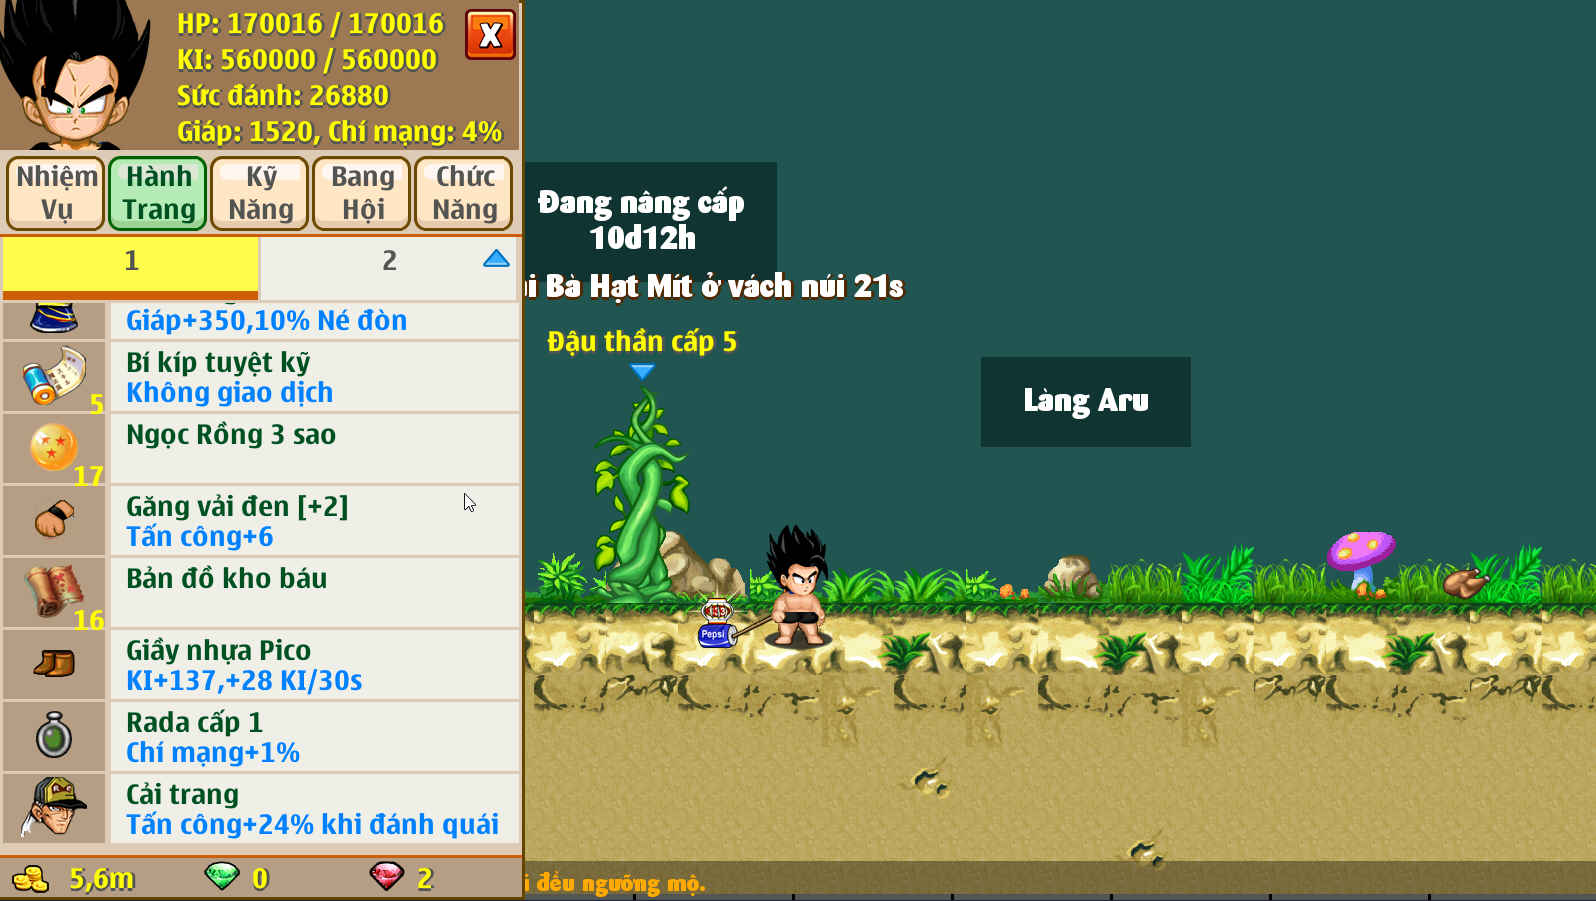 HP: 170016 / 170016
KI: 560000 / 560000
Sức đánh: 26880
Giáp: 1520, Chí mạng: 4%
X
Nhiệm
Vụ
Hành
Trang
Kỹ
Năng
Bang
Hội
Chức
Năng
1
2
Giáp+350,10% Né đòn
Bí kíp tuyệt kỹ
Không giao dịch
5
Ngọc Rồng 3 sao
17
Găng vải đen [+2]
Tấn công+6
Bản đồ kho báu
16
Giầy nhựa Pico
KI+137,+28 KI/30s
Rada cấp 1
Chí mạng+1%
Cải trang
Tấn công+24% khi đánh quái
5,6m
0
2
Đang nâng cấp
10d12h
Bà Hạt Mít ở vách núi 21s
Đậu thần cấp 5
Làng Aru
Pepsi
đều ngưỡng mộ.